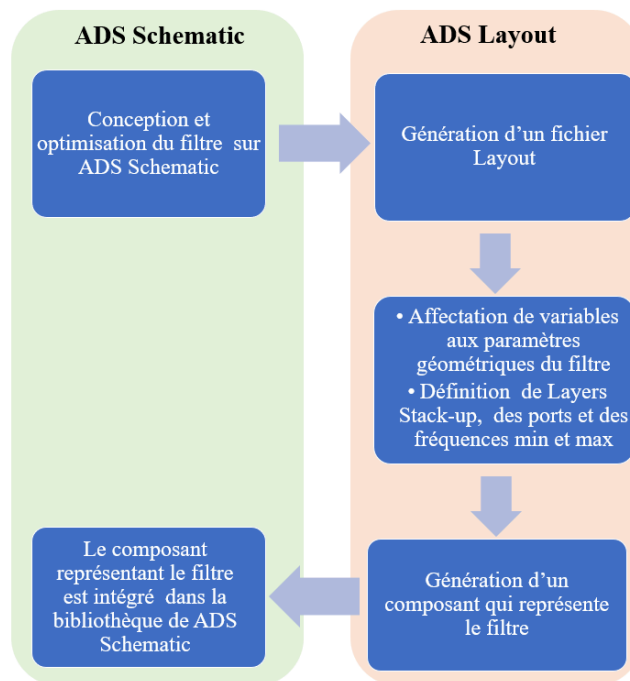 ADS Schematic
ADS Layout
Conception et
optimisation du filtre sur
ADS Schematic
Génération d'un fichier
Layout
• Affectation de variables
aux paramètres
géométriques du filtre
• Définition de Layers
Stack-up, des ports et des
fréquences min et max
Génération d'un
composant qui représente
le filtre
Le composant
représentant le filtre
est intégré dans la
bibliothèque de ADS
Schematic